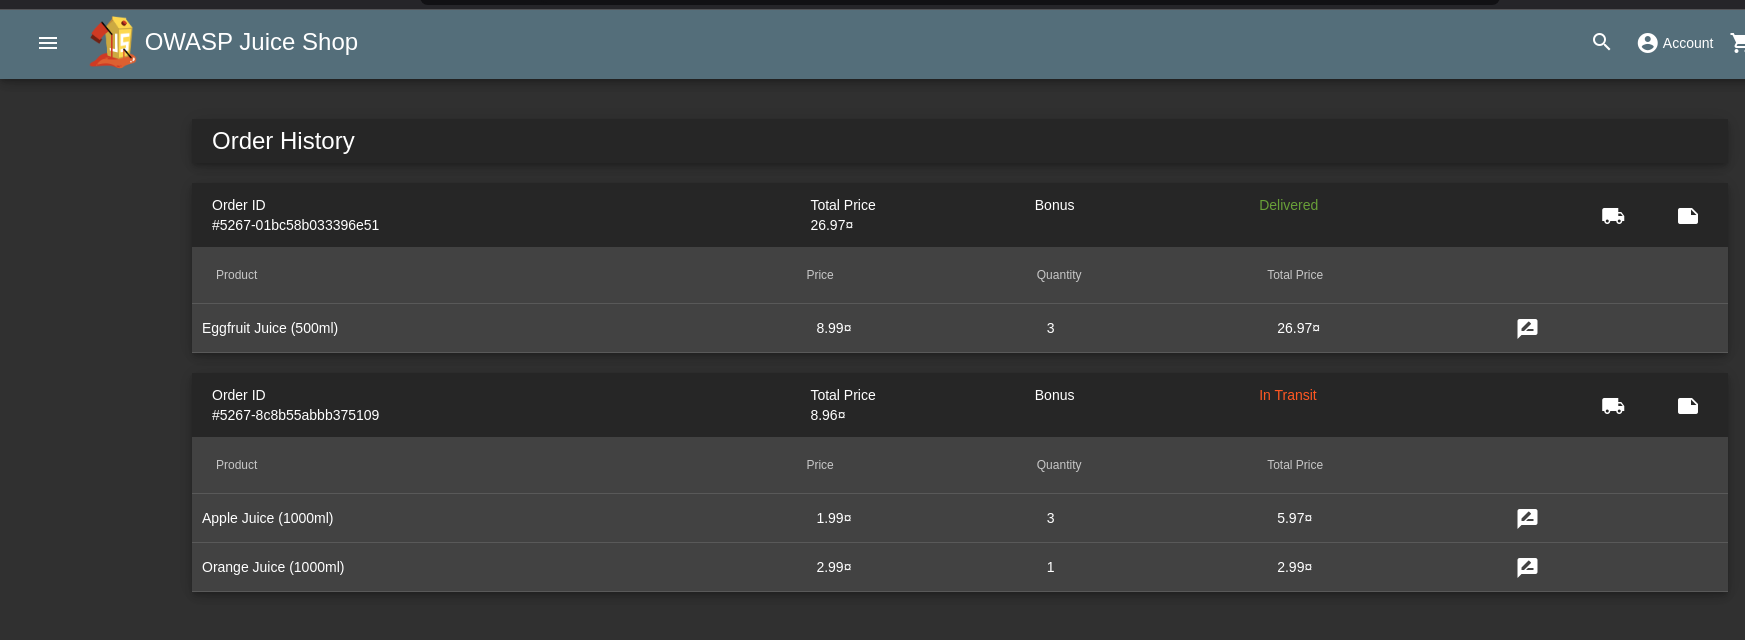 OWASP Juice Shop
Account
Order History
Order ID Total Price Bonus Delivered
#5267-01bc58b033396e51 26.97¤
Product Price Quantity Total Price
Eggfruit Juice (500ml) 8.99¤ 3 26.97¤
Order ID Total Price Bonus In Transit
#5267-8c8b55abbb375109 8.96¤
Product Price Quantity Total Price
Apple Juice (1000ml) 1.99¤ 3 5.97¤
Orange Juice (1000ml) 2.99¤ 1 2.99¤